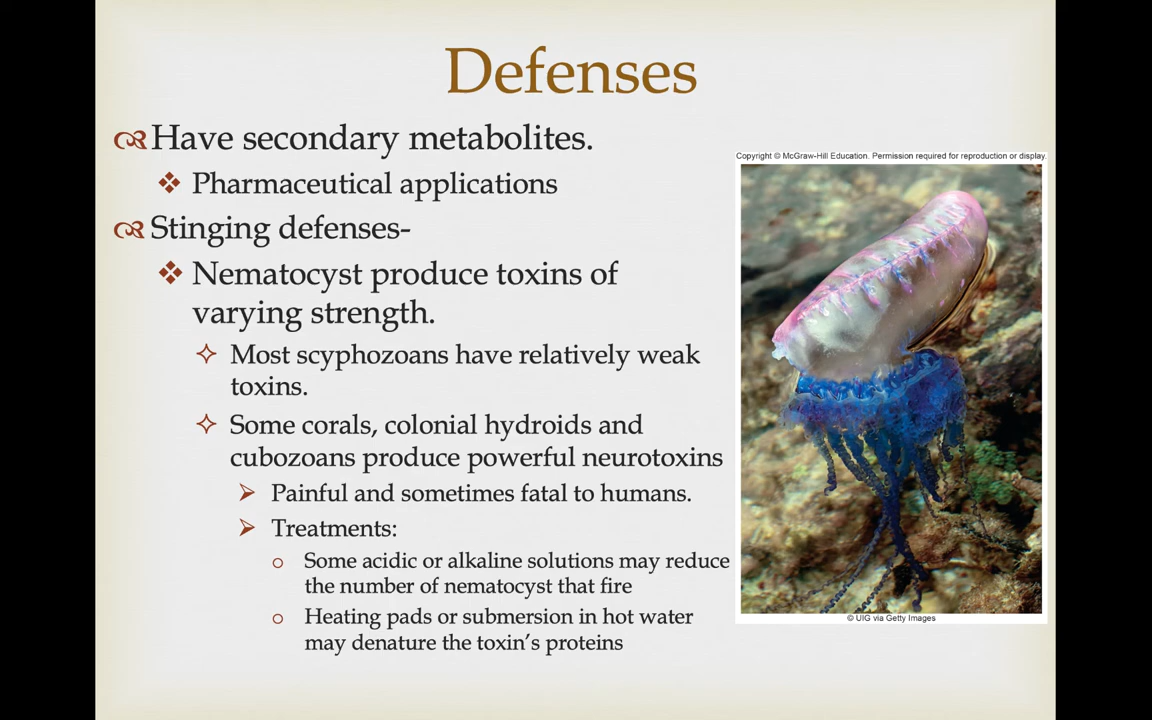 Defenses
Have secondary metabolites.
Pharmaceutical applications
Stinging defenses-
Nematocyst produce toxins of
varying strength.
Most scyphozoans have relatively weak
toxins.
Some corals, colonial hydroids and
cubozoans produce powerful neurotoxins
Painful and sometimes fatal to humans.
Treatments:
Some acidic or alkaline solutions may reduce
the number of nematocyst that fire
Heating pads or submersion in hot water
may denature the toxin's proteins
Copyright © McGraw-Hill Education. Permission required for reproduction or display.
© UIG via Getty Images